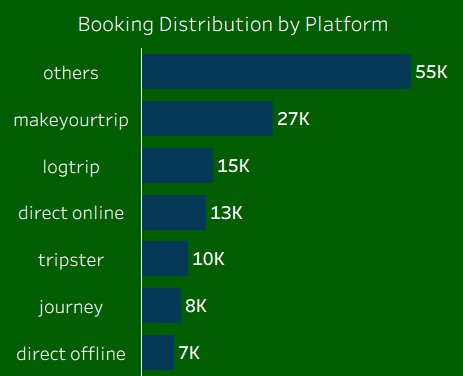 Booking Distribution by Platform
others 55K
makeyourtrip 27K
logtrip 15K
direct online 13K
tripster 10K
journey 8K
direct offline 7K